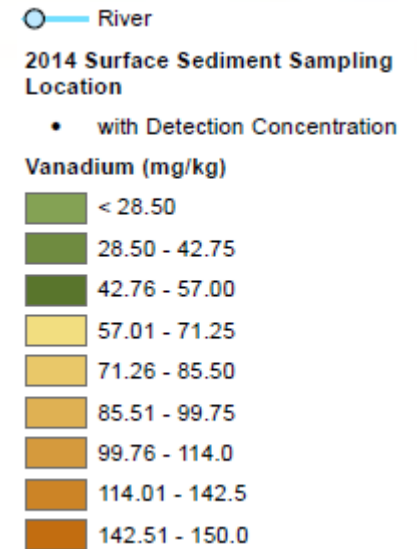 River
2014 Surface Sediment Sampling
Location
• with Detection Concentration
Vanadium (mg/kg)
< 28.50
28.50 - 42.75
42.76 - 57.00
57.01 - 71.25
71.26 - 85.50
85.51 - 99.75
99.76 - 114.0
114.01 - 142.5
142.51 - 150.0